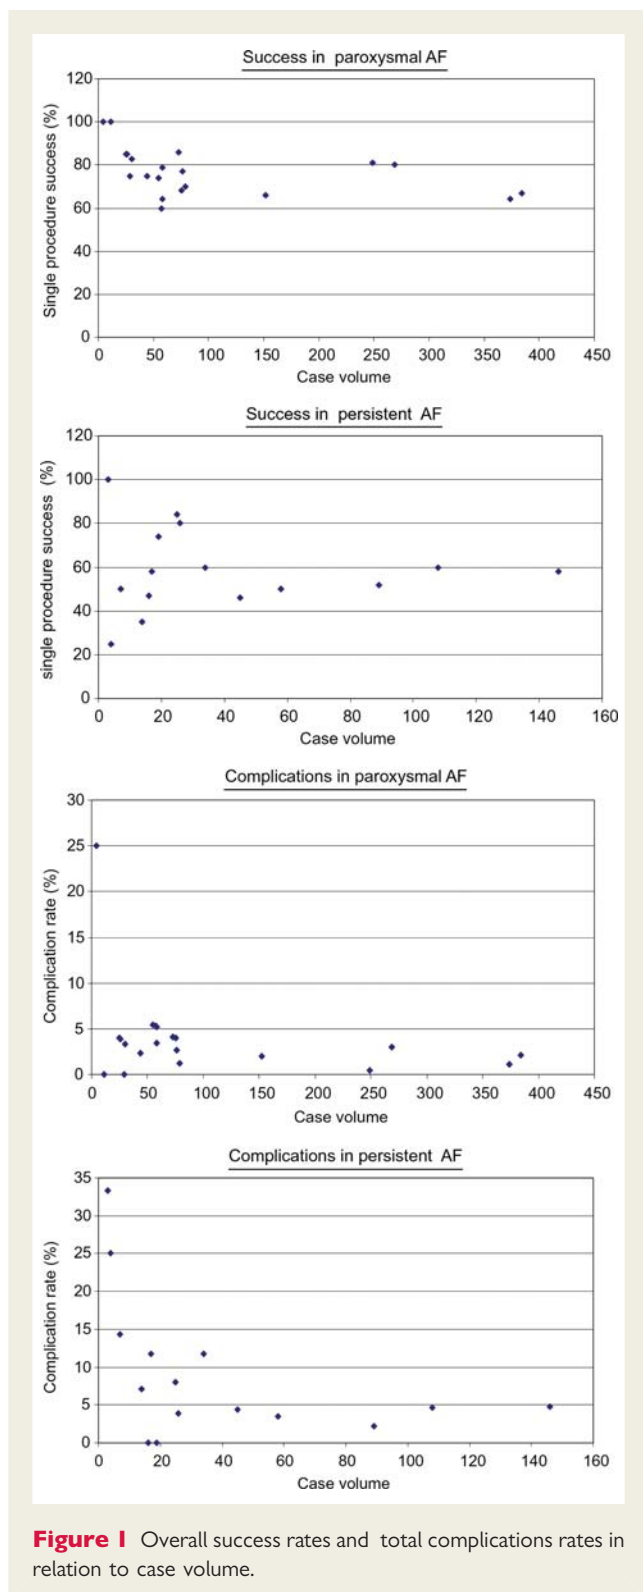 Success in paroxysmal AF
120
100
80
60
40
20
0
Single procedure success (%)
0 50 100 150 200 250 300 350 400 450
Case volume
Success in persistent AF
120
100
80
60
40
20
0
single procedure success (%)
0 20 40 60 80 100 120 140 160
Case volume
Complications in paroxysmal AF
30
25
20
15
10
5
0
Complication rate (%)
0 50 100 150 200 250 300 350 400 450
Case volume
Complications in persistent AF
35
30
25
20
15
10
5
0
Complication rate (%)
0 20 40 60 80 100 120 140 160
Case volume
Figure 1 Overall success rates and total complications rates in
relation to case volume.